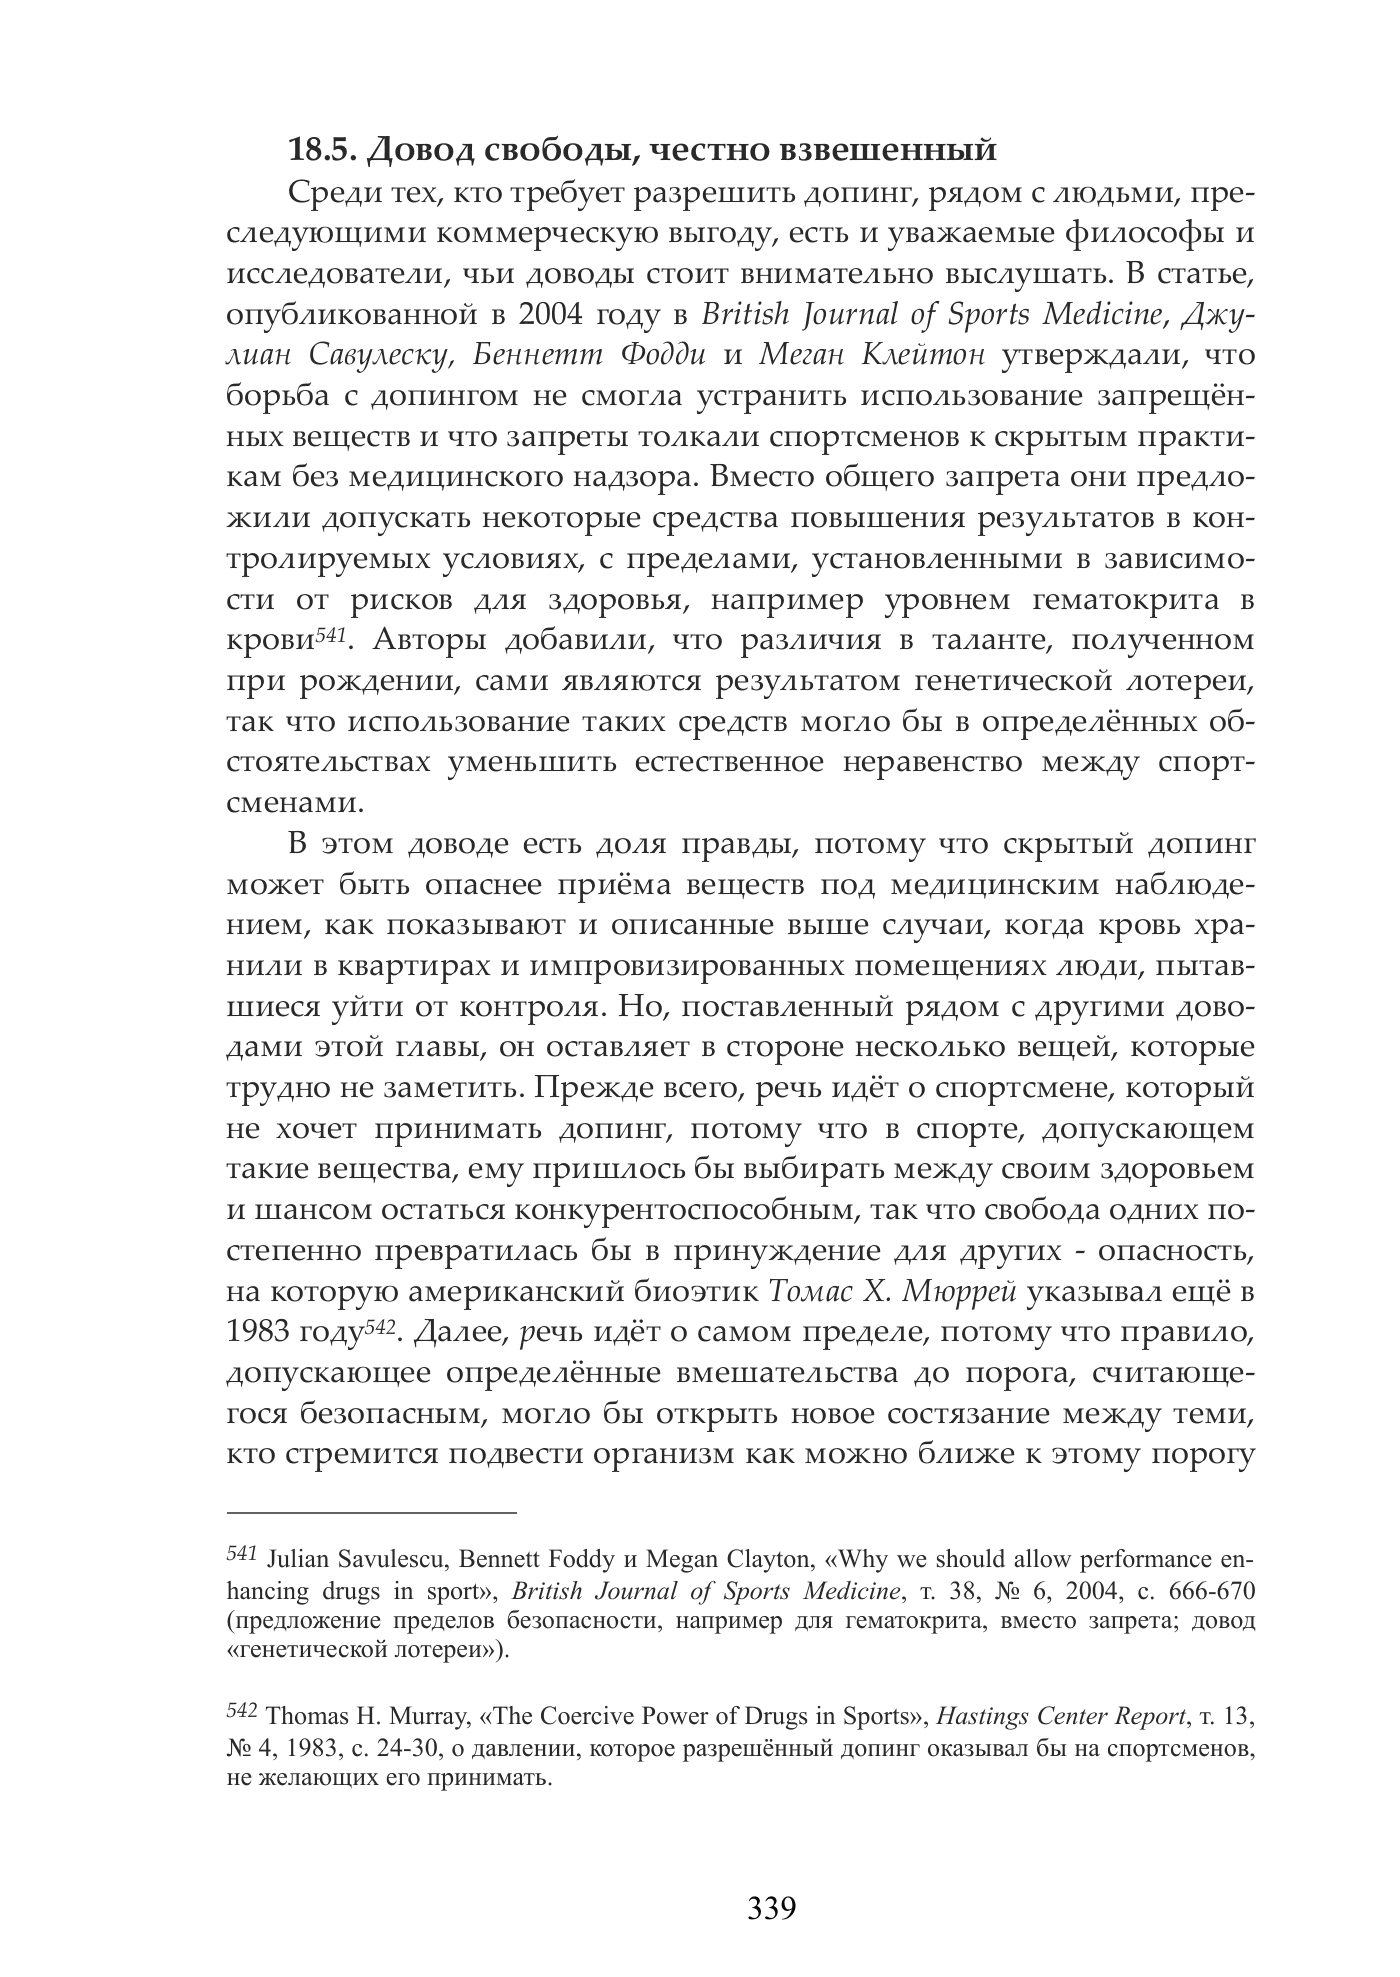 18.5. Довод свободы, честно взвешенный
Среди тех, кто требует разрешить допинг, рядом с людьми, пре-
следующими коммерческую выгоду, есть и уважаемые философы и
исследователи, чьи доводы стоит внимательно выслушать. В статье,
опубликованной в 2004 году в British Journal of Sports Medicine, Джу-
лиан Савулеску, Беннетт Фодди и Меган Клейтон утверждали, что
борьба с допингом не смогла устранить использование запрещён-
ных веществ и что запреты толкали спортсменов к скрытым практи-
кам без медицинского надзора. Вместо общего запрета они предло-
жили допускать некоторые средства повышения результатов в кон-
тролируемых условиях, с пределами, установленными в зависимо-
сти от рисков для здоровья, например уровнем гематокрита в
крови541. Авторы добавили, что различия в таланте, полученном
при рождении, сами являются результатом генетической лотереи,
так что использование таких средств могло бы в определённых об-
стоятельствах уменьшить естественное неравенство между спорт-
сменами.
В этом доводе есть доля правды, потому что скрытый допинг
может быть опаснее приёма веществ под медицинским наблюде-
нием, как показывают и описанные выше случаи, когда кровь хра-
нили в квартирах и импровизированных помещениях люди, пытав-
шиеся уйти от контроля. Но, поставленный рядом с другими дово-
дами этой главы, он оставляет в стороне несколько вещей, которые
трудно не заметить. Прежде всего, речь идёт о спортсмене, который
не хочет принимать допинг, потому что в спорте, допускающем
такие вещества, ему пришлось бы выбирать между своим здоровьем
и шансом остаться конкурентоспособным, так что свобода одних по-
степенно превратилась бы в принуждение для других - опасность,
на которую американский биоэтик Томас Х. Мюррей указывал ещё в
1983 году542. Далее, речь идёт о самом пределе, потому что правило,
допускающее определённые вмешательства до порога, считающе-
гося безопасным, могло бы открыть новое состязание между теми,
кто стремится подвести организм как можно ближе к этому порогу
541 Julian Savulescu, Bennett Foddy и Megan Clayton, «Why we should allow performance en-
hancing drugs in sport», British Journal of Sports Medicine, т. 38, № 6, 2004, с. 666-670
(предложение пределов безопасности, например для гематокрита, вместо запрета; довод
«генетической лотереи»).
542 Thomas H. Murray, «The Coercive Power of Drugs in Sports», Hastings Center Report, т. 13,
№ 4, 1983, с. 24-30, о давлении, которое разрешённый допинг оказывал бы на спортсменов,
не желающих его принимать.
339